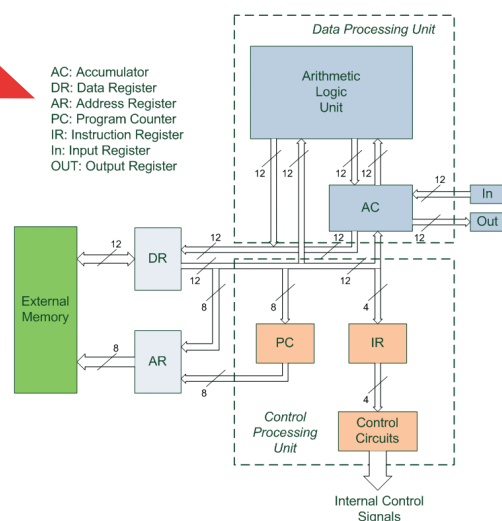 Data Processing Unit
AC: Accumulator
DR: Data Register
AR: Address Register
PC: Program Counter
IR: Instruction Register
In: Input Register
OUT: Output Register
Arithmetic
Logic
Unit
12
12
12
12
12
In
AC
Out
12
12
12
12
DR
12
12
External
Memory
8
8
4
8
AR
PC
IR
8
4
Control
Processing
Unit
Control
Circuits
Internal Control
Signals